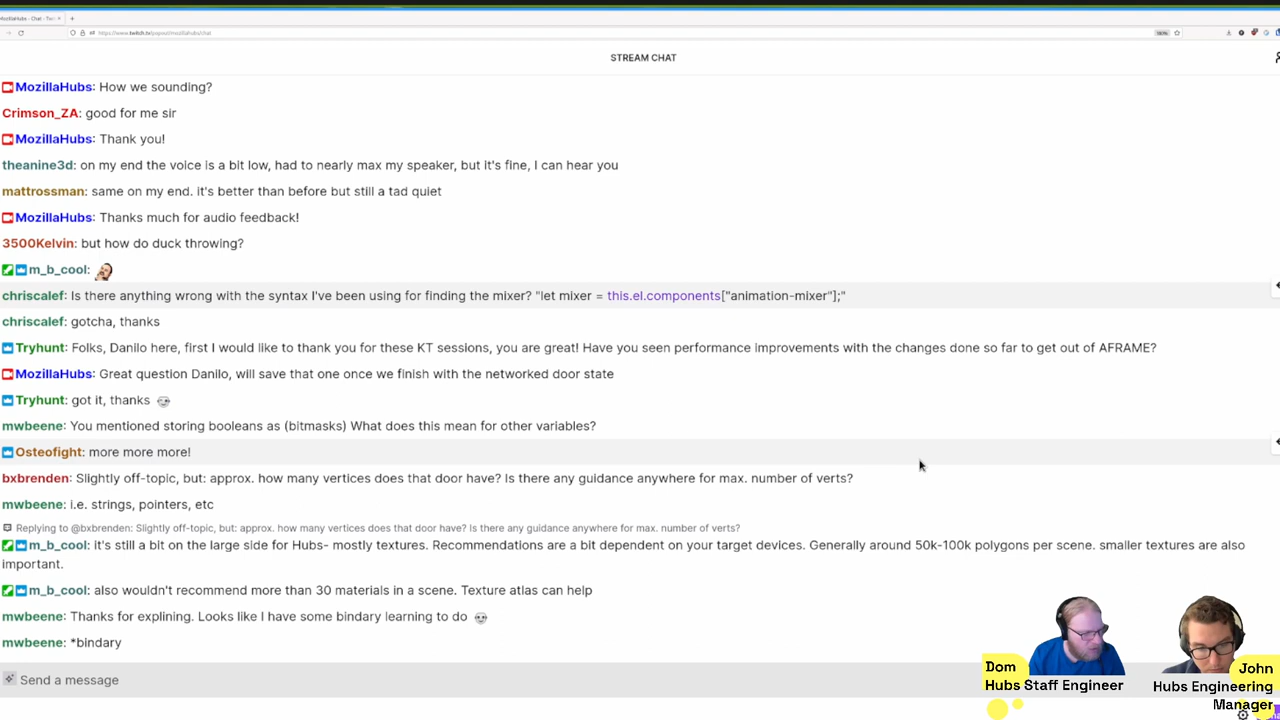 MozillaHubs - Chat - Twi
https://www.twitch.tv/popout/mozillahubs/chat
STREAM CHAT
MozillaHubs: How we sounding?
Crimson_ZA: good for me sir
MozillaHubs: Thank you!
theanine3d: on my end the voice is a bit low, had to nearly max my speaker, but it's fine, I can hear you
mattrossman: same on my end. it's better than before but still a tad quiet
MozillaHubs: Thanks much for audio feedback!
3500Kelvin: but how do duck throwing?
m_b_cool:
chriscalef: Is there anything wrong with the syntax I've been using for finding the mixer? "let mixer = this.el.components["animation-mixer"];"
chriscalef: gotcha, thanks
Tryhunt: Folks, Danilo here, first I would like to thank you for these KT sessions, you are great! Have you seen performance improvements with the changes done so far to get out of AFRAME?
MozillaHubs: Great question Danilo, will save that one once we finish with the networked door state
Tryhunt: got it, thanks
mwbeene: You mentioned storing booleans as (bitmasks) What does this mean for other variables?
Osteofight: more more more!
bxbrenden: Slightly off-topic, but: approx. how many vertices does that door have? Is there any guidance anywhere for max. number of verts?
mwbeene: i.e. strings, pointers, etc
Replying to @bxbrenden: Slightly off-topic, but: approx. how many vertices does that door have? Is there any guidance anywhere for max. number of verts?
m_b_cool: it's still a bit on the large side for Hubs- mostly textures. Recommendations are a bit dependent on your target devices. Generally around 50k-100k polygons per scene. smaller textures are also
important.
m_b_cool: also wouldn't recommend more than 30 materials in a scene. Texture atlas can help
mwbeene: Thanks for explining. Looks like I have some bindary learning to do
mwbeene: *bindary
Send a message
Dom
Hubs Staff Engineer
John
Hubs Engineering
Manager